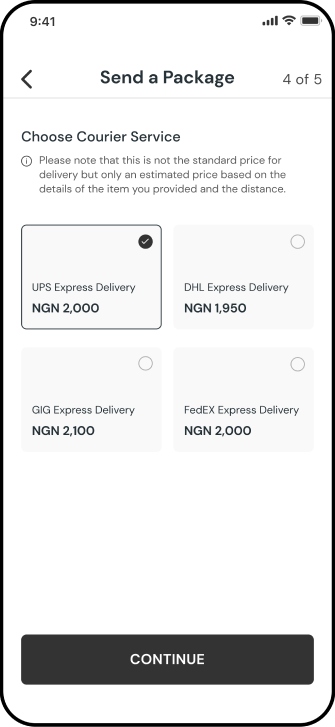 9:41
Send a Package
4 of 5
Choose Courier Service
Please note that this is not the standard price for
delivery but only an estimated price based on the
details of the item you provided and the distance.
UPS Express Delivery
NGN 2,000
DHL Express Delivery
NGN 1,950
GIG Express Delivery
NGN 2,100
FedEX Express Delivery
NGN 2,000
CONTINUE